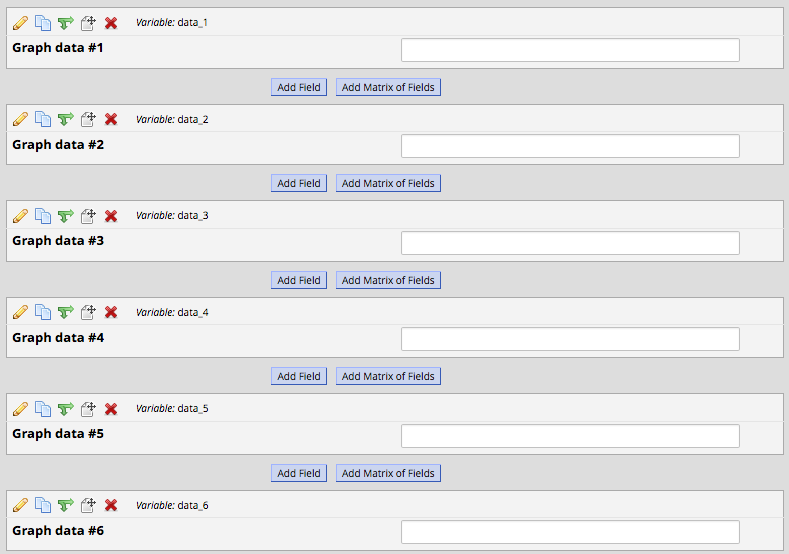 Variable: data_1
Graph data #1
Add Field Add Matrix of Fields
Variable: data_2
Graph data #2
Add Field Add Matrix of Fields
Variable: data_3
Graph data #3
Add Field Add Matrix of Fields
Variable: data_4
Graph data #4
Add Field Add Matrix of Fields
Variable: data_5
Graph data #5
Add Field Add Matrix of Fields
Variable: data_6
Graph data #6